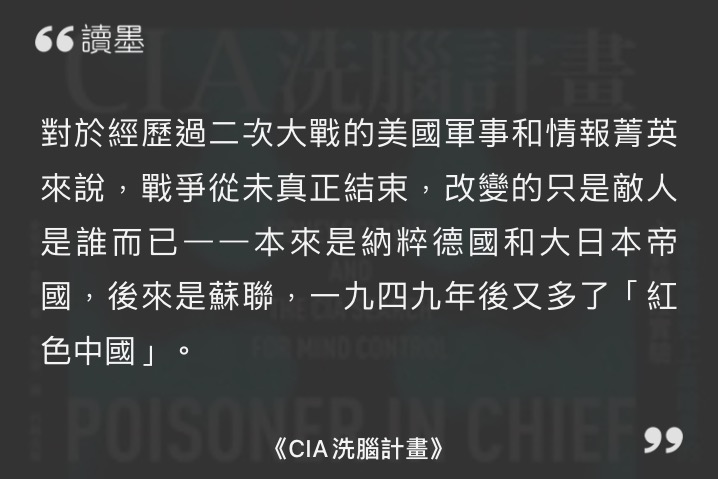 讀墨
CIA洗腦計畫
對於經歷過二次大戰的美國軍事和情報菁英
來說，戰爭從未真正結束，改變的只是敵人
是誰而已——本來是納粹德國和大日本帝
國，後來是蘇聯，一九四九年後又多了「紅
色中國」。
AND
FOR MIND CONTROL
POISONER IN CHIEF
《CIA洗腦計畫》